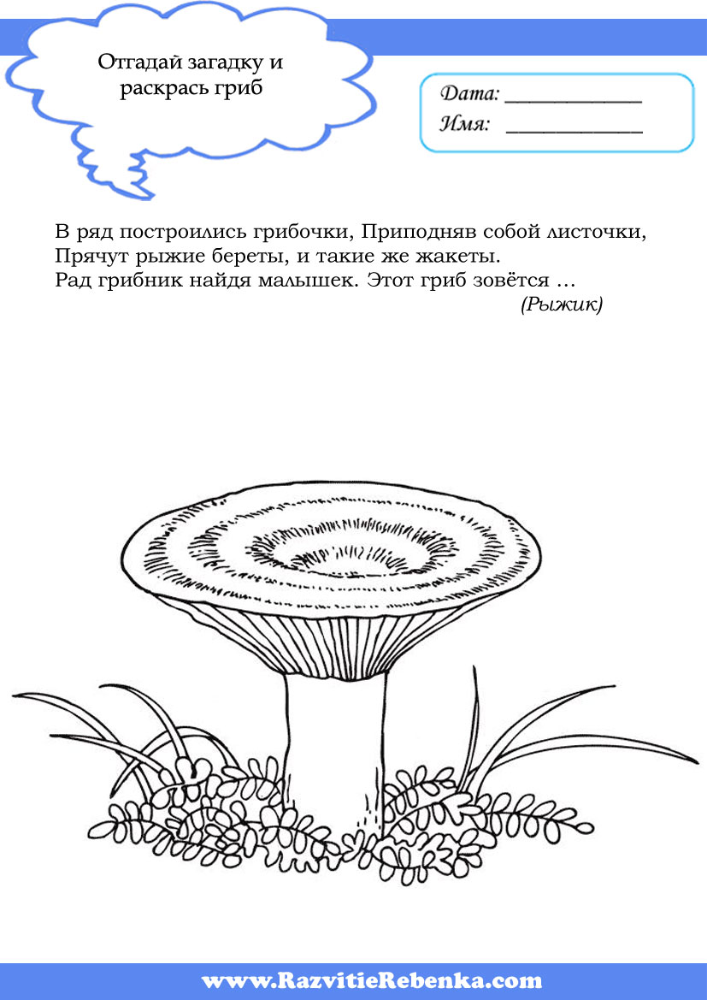 Отгадай загадку и
раскрась гриб
Дата: ____________
Имя: ____________
В ряд построились грибочки, Приподняв собой листочки,
Прячут рыжие береты, и такие же жакеты.
Рад грибник найдя малышек. Этот гриб зовётся ...
(Рыжик)
www.RazvitieRebenka.com